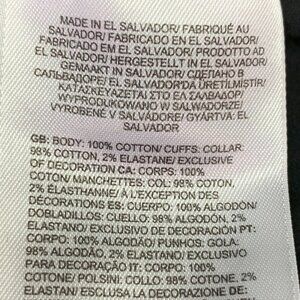 MADE IN EL SALVADOR/ FABRIQUÉ AU
SALVADOR/ FABRICADO EN EL SALVADOR/
FABRICADO EM EL SALVADOR/ PRODOTTO AD
EL SALVADOR/ HERGESTELLT IN EL SALVADOR/
GEMAAKT IN SALVADOR/ СДЕЛАНО В
САЛЬВАДОРЕ/ EL SALVADOR'DA ÜRETİLMİŞTİR/
ΚΑΤΑΣΚΕΥΑΖΕΤΑΙ ΣΤΟ ΕΛ ΣΑΛΒΑΔΟΡ/
WYPRODUKOWANO W SALWADORZE/
VYROBENÉ V SALVADORE/ GYÁRTVA: EL
SALVADOR
GB: BODY: 100% COTTON/ CUFFS: COLLAR:
98% COTTON, 2% ELASTANE/ EXCLUSIVE
OF DECORATION CA: CORPS: 100%
COTON/ MANCHETTES: COL: 98% COTON,
2% ÉLASTHANNE/ À L'EXCEPTION DES
DÉCORATIONS ES: CUERPO: 100% ALGODÓN/
DOBLADILLOS: CUELLO: 98% ALGODÓN, 2%
ELASTANO/ EXCLUSIVO DE DECORACIÓN PT:
CORPO: 100% ALGODÃO/ PUNHOS: GOLA:
98% ALGODÃO, 2% ELASTANO/ EXCLUSIVO
PARA DECORAÇÃO IT: CORPO: 100%
COTONE/ POLSINI: COLLO: 98% COTONE, 2%
ELASTAN/ ESCLUSA LA DECORAZIONE DE: